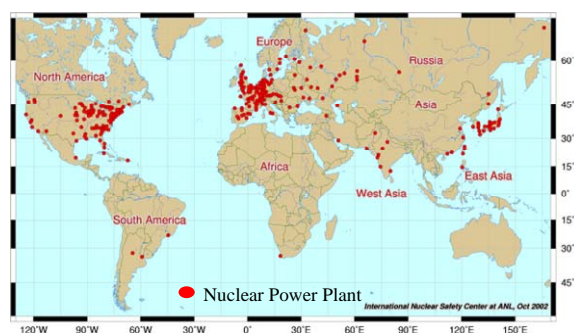 Europe
Russia
North America
Asia
Africa
East Asia
West Asia
South America
Nuclear Power Plant
International Nuclear Safety Center at ANL, Oct 2002
60°
45°
30°
15°
0°
15°
30°
45°
120°W
90°W
60°W
30°W
0°
30°E
60°E
90°E
120°E
150°E